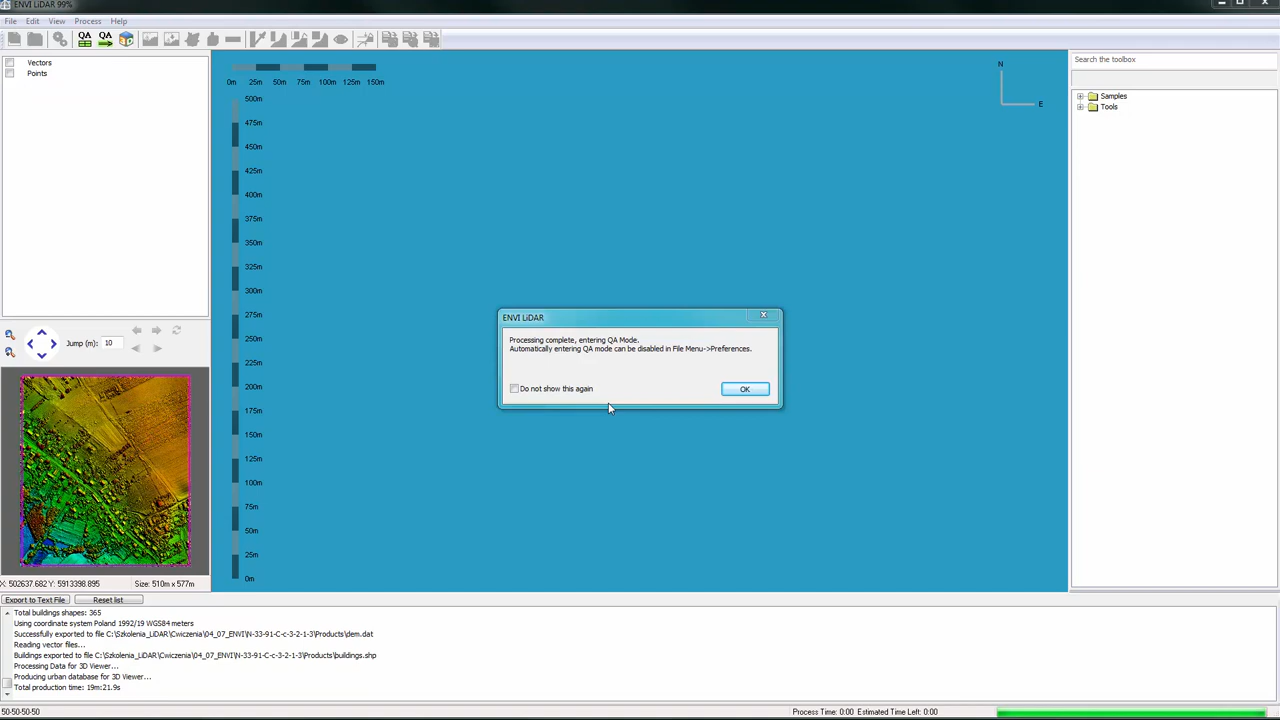 ENVI LiDAR 99%
File Edit View Process Help
QA QA
Vectors
Points
Jump (m): 10
X: 502637.682 Y: 5913398.895 Size: 510m x 577m
0m 25m 50m 75m 100m 125m 150m
500m
475m
450m
425m
400m
375m
350m
325m
300m
275m
250m
225m
200m
175m
150m
125m
100m
75m
50m
25m
0m
N
E
ENVI LiDAR
Processing complete, entering QA Mode.
Automatically entering QA mode can be disabled in File Menu->Preferences.
Do not show this again
OK
Search the toolbox
Samples
Tools
Export to Text File Reset list
Total buildings shapes: 365
Using coordinate system Poland 1992/19 WGS84 meters
Successfully exported to file C:\Szkolenia_LiDAR\Cwiczenia\04_07_ENVI\N-33-91-C-c-3-2-1-3\Products\dem.dat
Reading vector files...
Buildings exported to file C:\Szkolenia_LiDAR\Cwiczenia\04_07_ENVI\N-33-91-C-c-3-2-1-3\Products\buildings.shp
Processing Data for 3D Viewer...
Producing urban database for 3D Viewer...
Total production time: 19m:21.9s
50-50-50-50 Process Time: 0:00 Estimated Time Left: 0:00